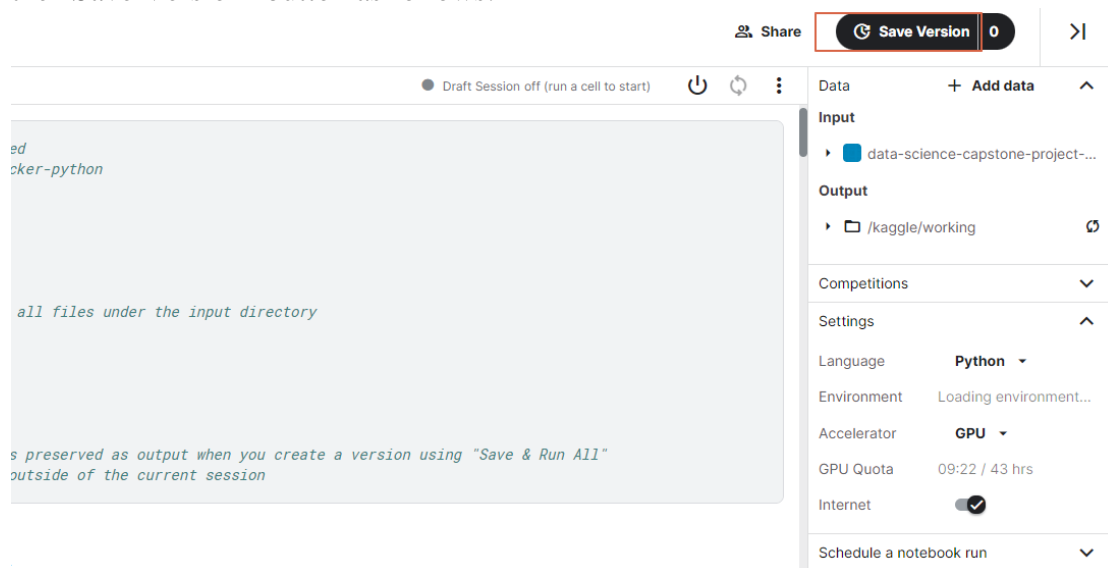 Share
Save Version 0
Draft Session off (run a cell to start)
Data
+ Add data
Input
ed
cker-python
data-science-capstone-project-...
Output
/kaggle/working
all files under the input directory
Competitions
Settings
Language Python
Environment Loading environment...
Accelerator GPU
s preserved as output when you create a version using "Save & Run All"
outside of the current session
GPU Quota 09:22 / 43 hrs
Internet
Schedule a notebook run